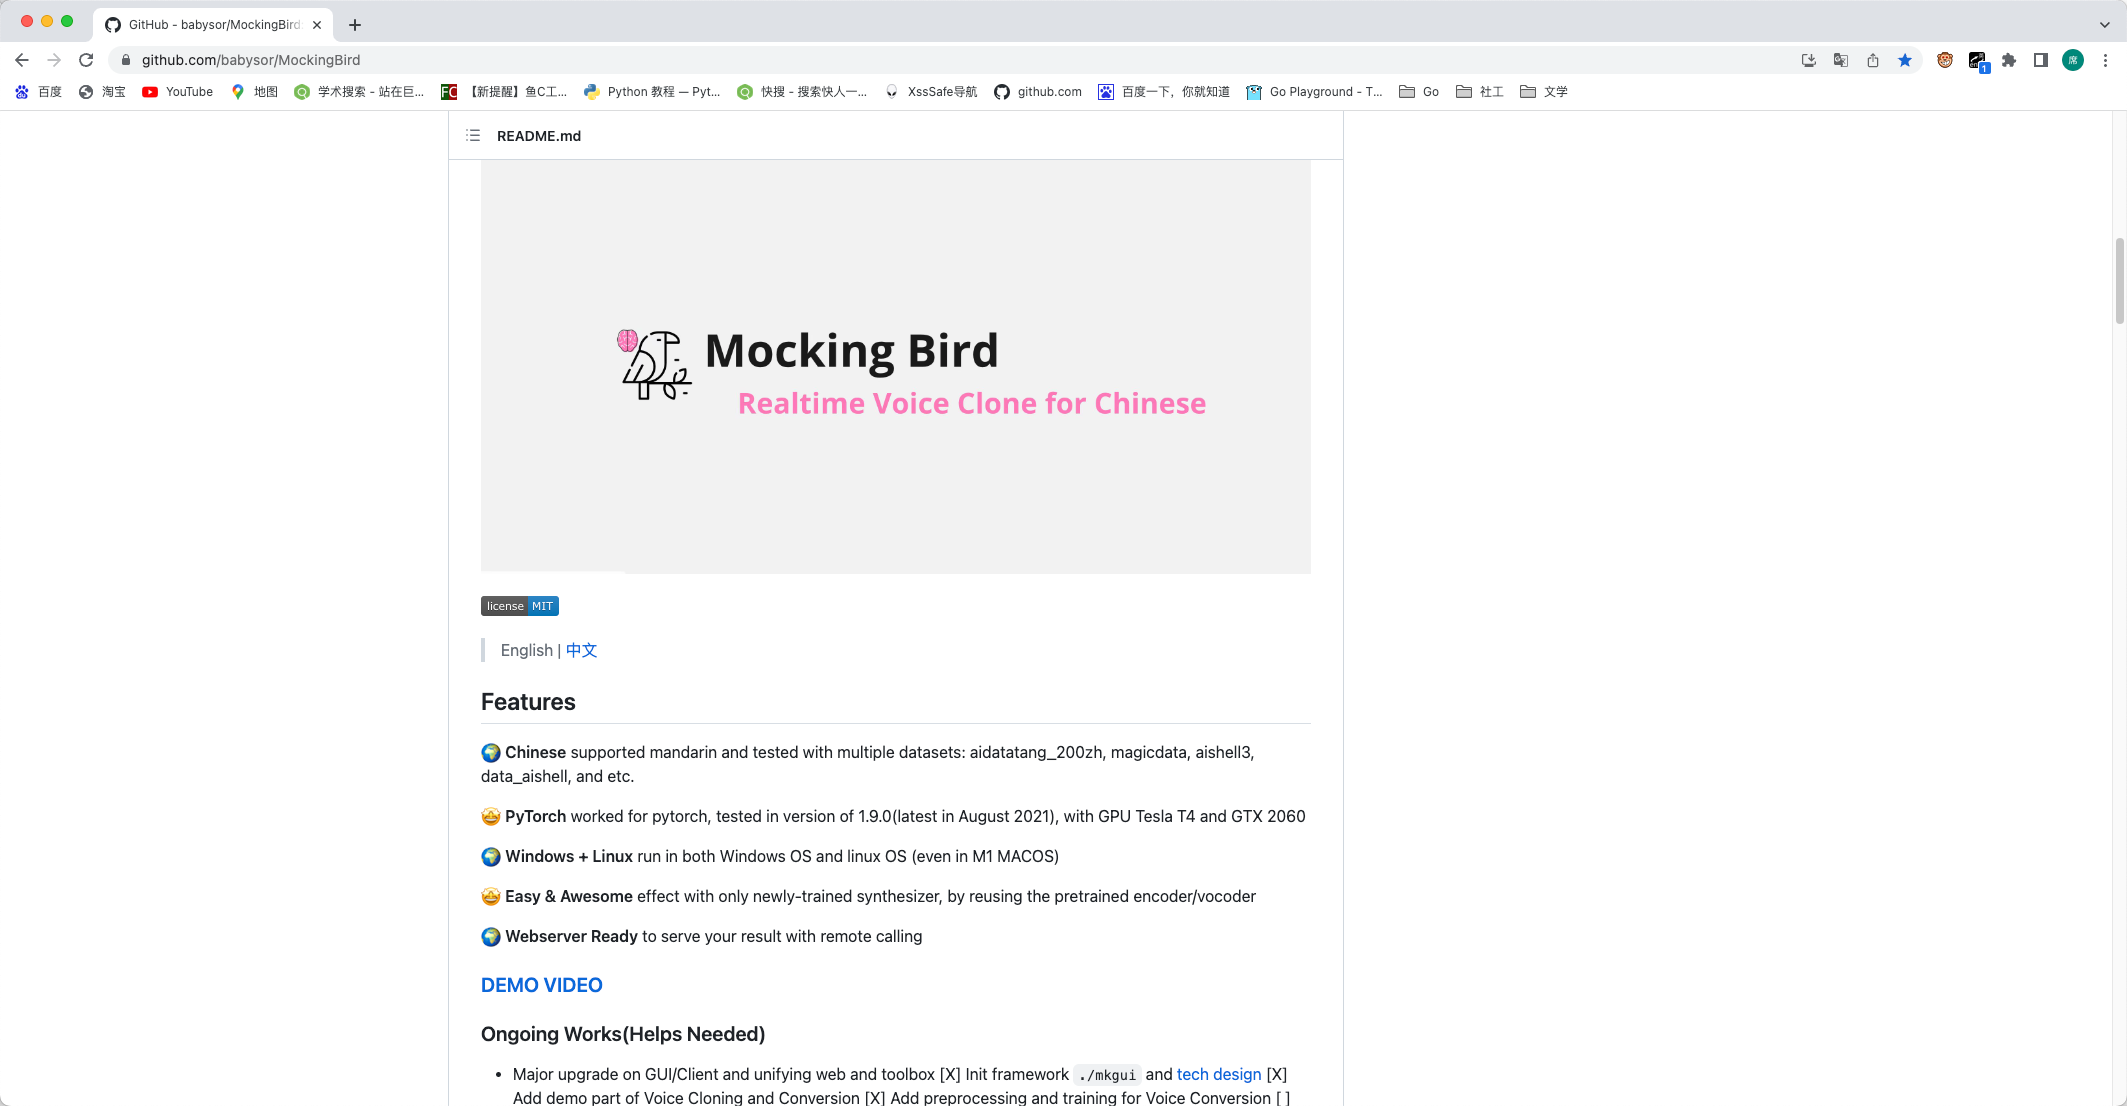 GitHub - babysor/MockingBird:
github.com/babysor/MockingBird
1
席
百度
淘宝
YouTube
地图
学术搜索 - 站在巨...
FC
【新提醒】鱼C工...
Python 教程 — Pyt...
快搜 - 搜索快人一...
XssSafe导航
github.com
百度一下，你就知道
Go Playground - T...
Go
社工
文学
README.md
Mocking Bird
Realtime Voice Clone for Chinese
license MIT
English | 中文
Features
🌍 Chinese supported mandarin and tested with multiple datasets: aidatatang_200zh, magicdata, aishell3,
data_aishell, and etc.
🤩 PyTorch worked for pytorch, tested in version of 1.9.0(latest in August 2021), with GPU Tesla T4 and GTX 2060
🌍 Windows + Linux run in both Windows OS and linux OS (even in M1 MACOS)
🤩 Easy & Awesome effect with only newly-trained synthesizer, by reusing the pretrained encoder/vocoder
🌍 Webserver Ready to serve your result with remote calling
DEMO VIDEO
Ongoing Works(Helps Needed)
• Major upgrade on GUI/Client and unifying web and toolbox [X] Init framework ./mkgui and tech design [X]
Add demo part of Voice Cloning and Conversion [X] Add preprocessing and training for Voice Conversion [ ]